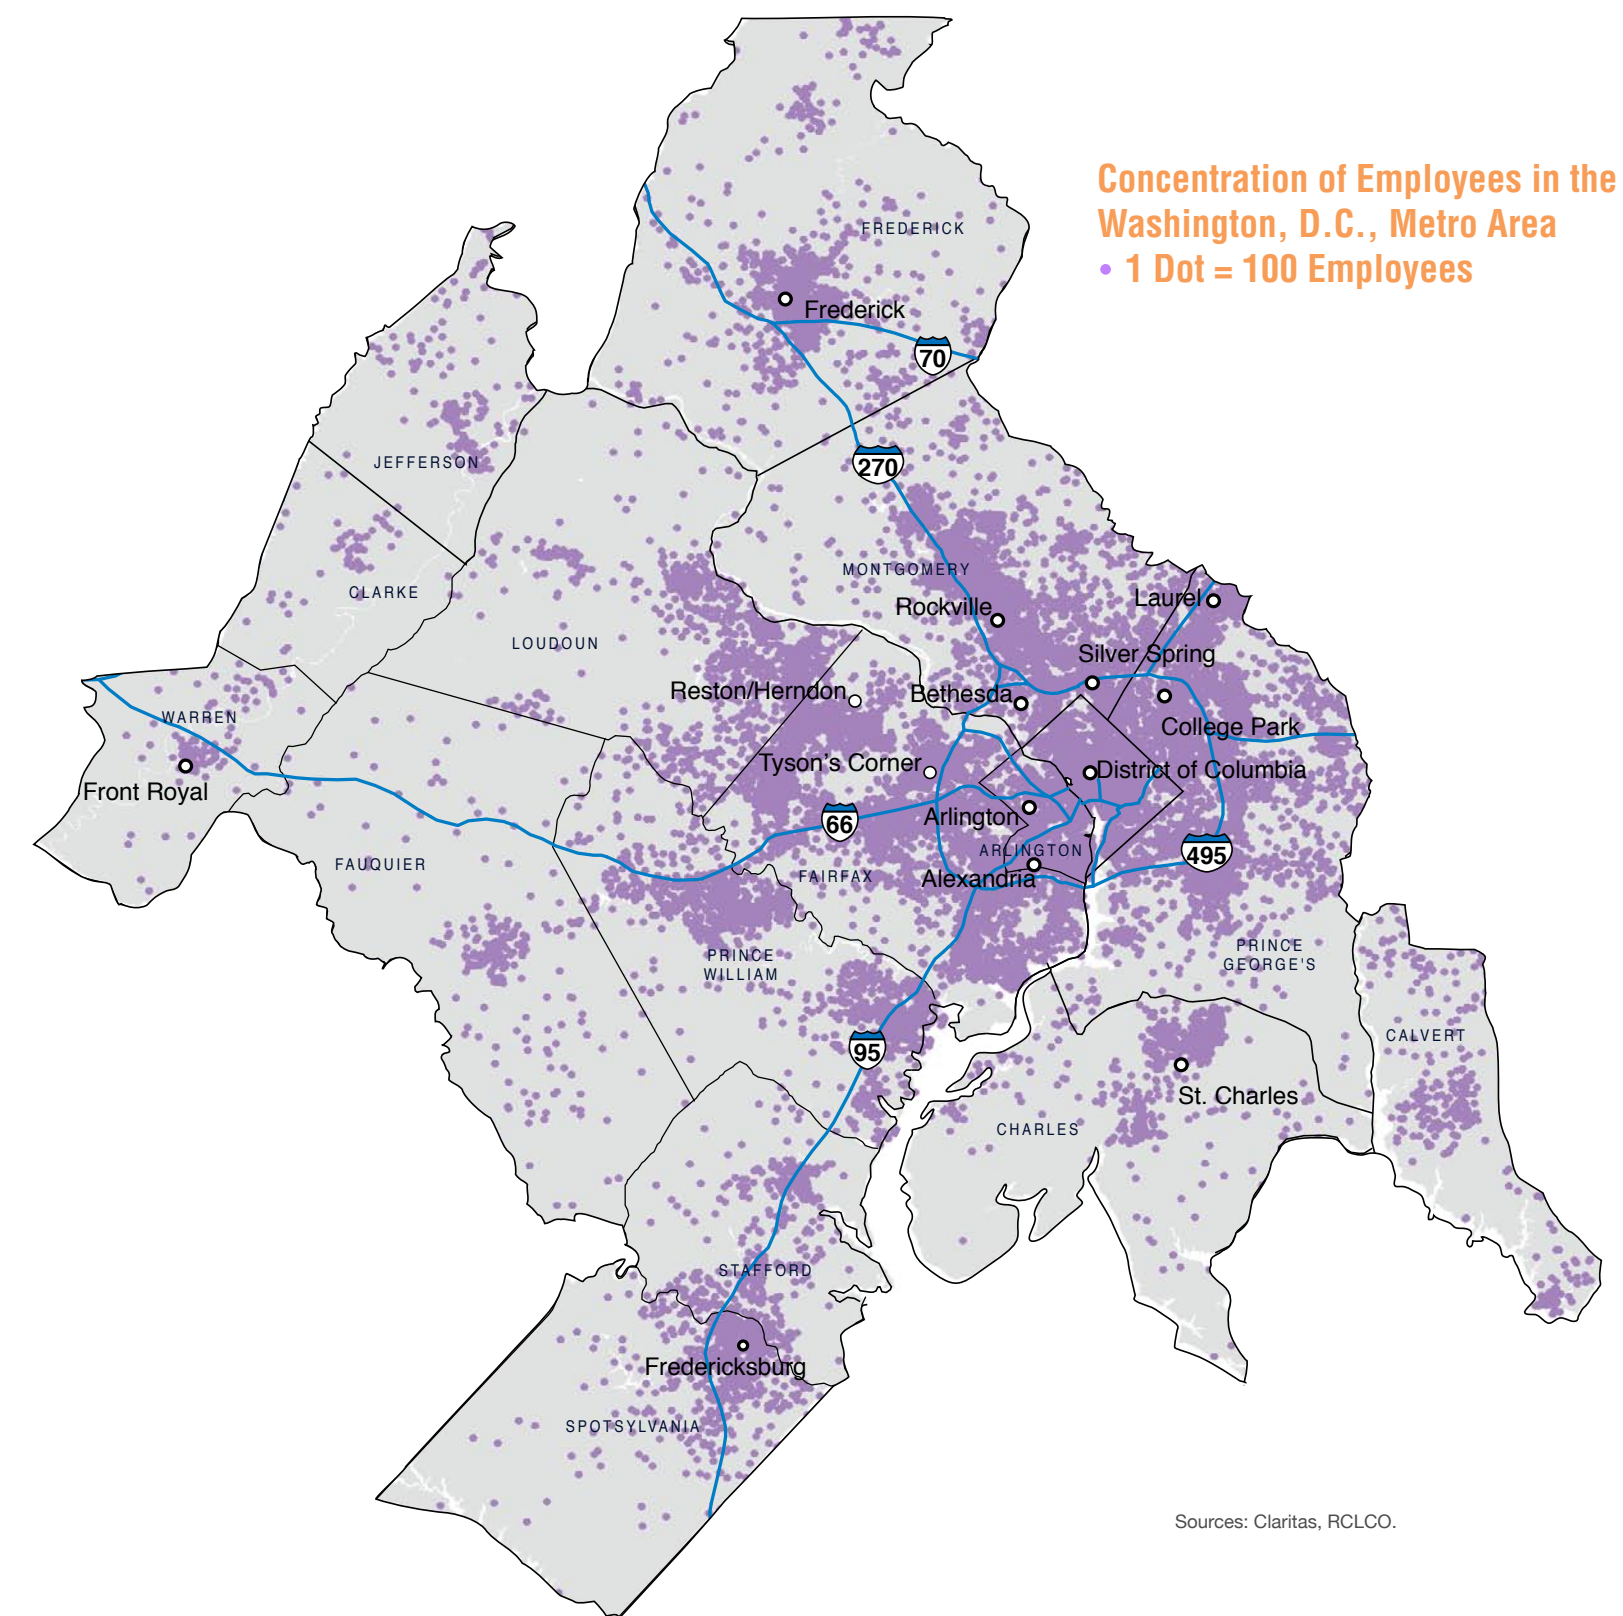 Concentration of Employees in the
Washington, D.C., Metro Area
• 1 Dot = 100 Employees
FREDERICK
Frederick
70
JEFFERSON
270
MONTGOMERY
CLARKE
Rockville
Laurel
LOUDOUN
Silver Spring
Reston/Herndon
Bethesda
WARREN
College Park
Tyson's Corner
District of Columbia
Front Royal
66
Arlington
ARLINGTON
495
FAUQUIER
FAIRFAX
Alexandria
PRINCE
WILLIAM
PRINCE
GEORGE'S
CALVERT
95
St. Charles
CHARLES
STAFFORD
Fredericksburg
SPOTSYLVANIA
Sources: Claritas, RCLCO.